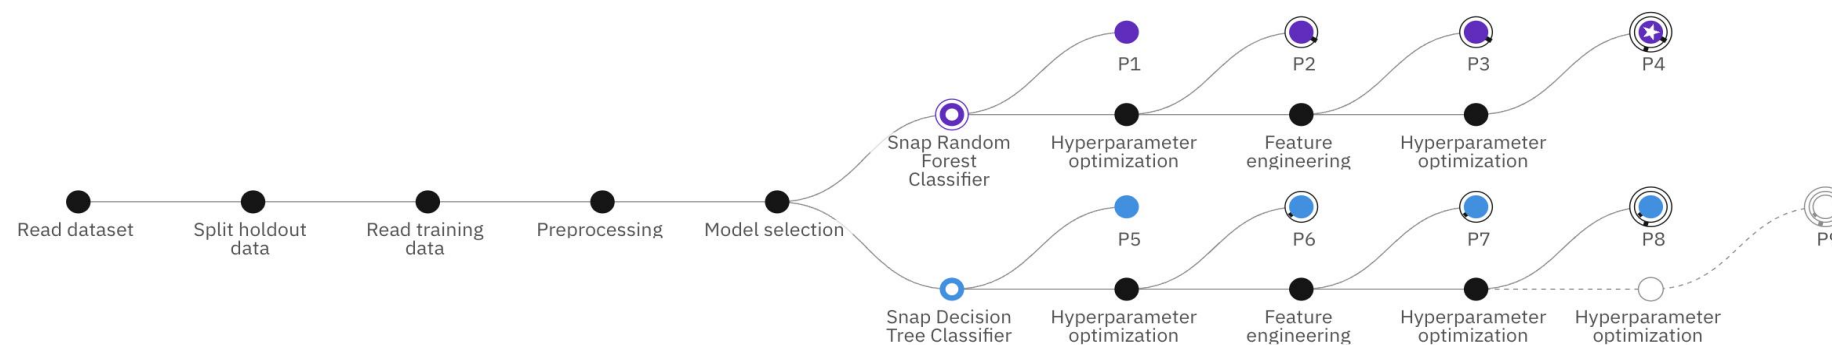 P1
P2
P3
P4
Snap Random
Forest
Classifier
Hyperparameter
optimization
Feature
engineering
Hyperparameter
optimization
Read dataset
Split holdout
data
Read training
data
Preprocessing
Model selection
P5
P6
P7
P8
Snap Decision
Tree Classifier
Hyperparameter
optimization
Feature
engineering
Hyperparameter
optimization
Hyperparameter
optimization